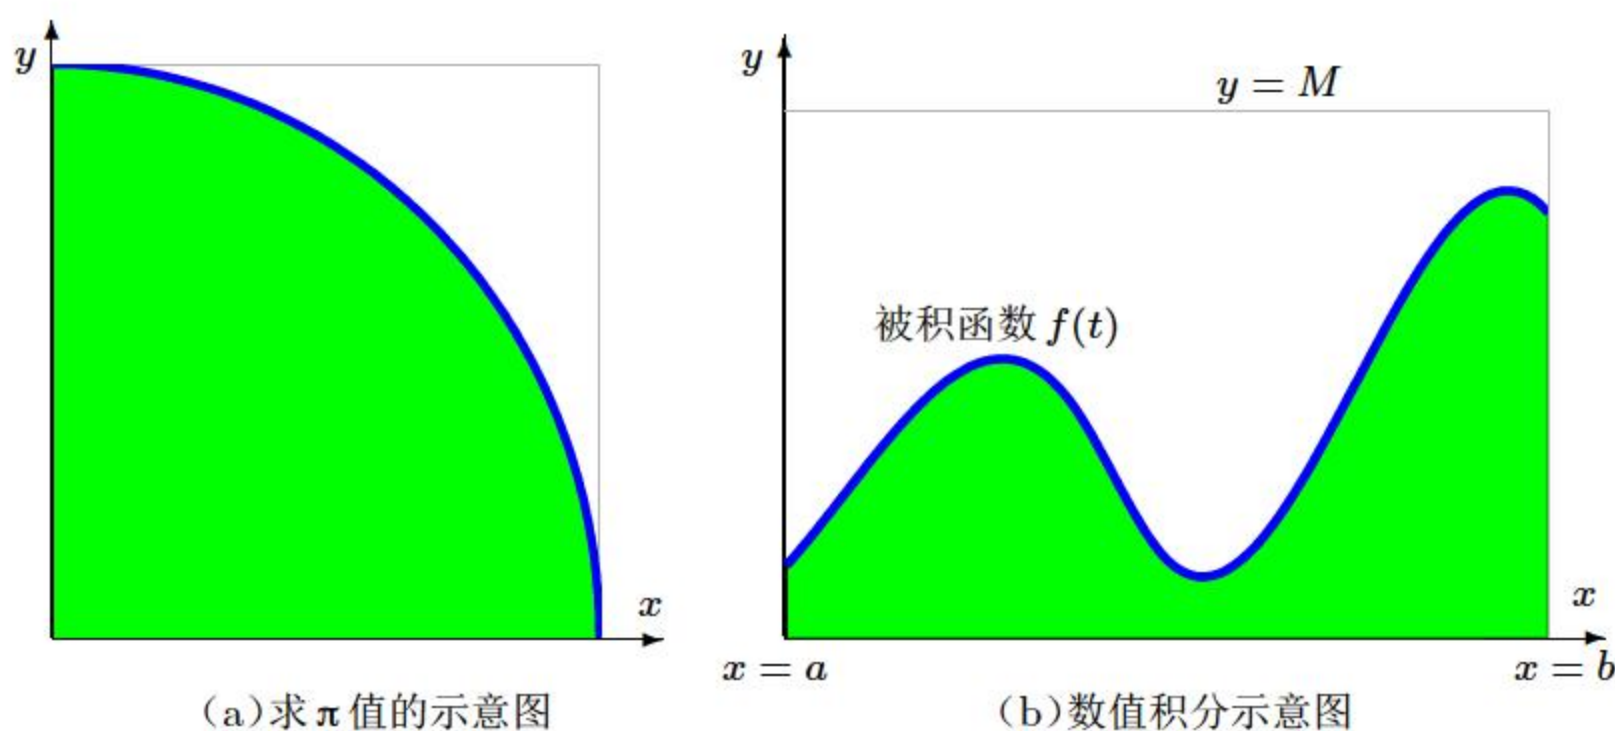 y
x
(a)求π值的示意图
y
y = M
被积函数 f(t)
x
x = a
x = b
(b)数值积分示意图